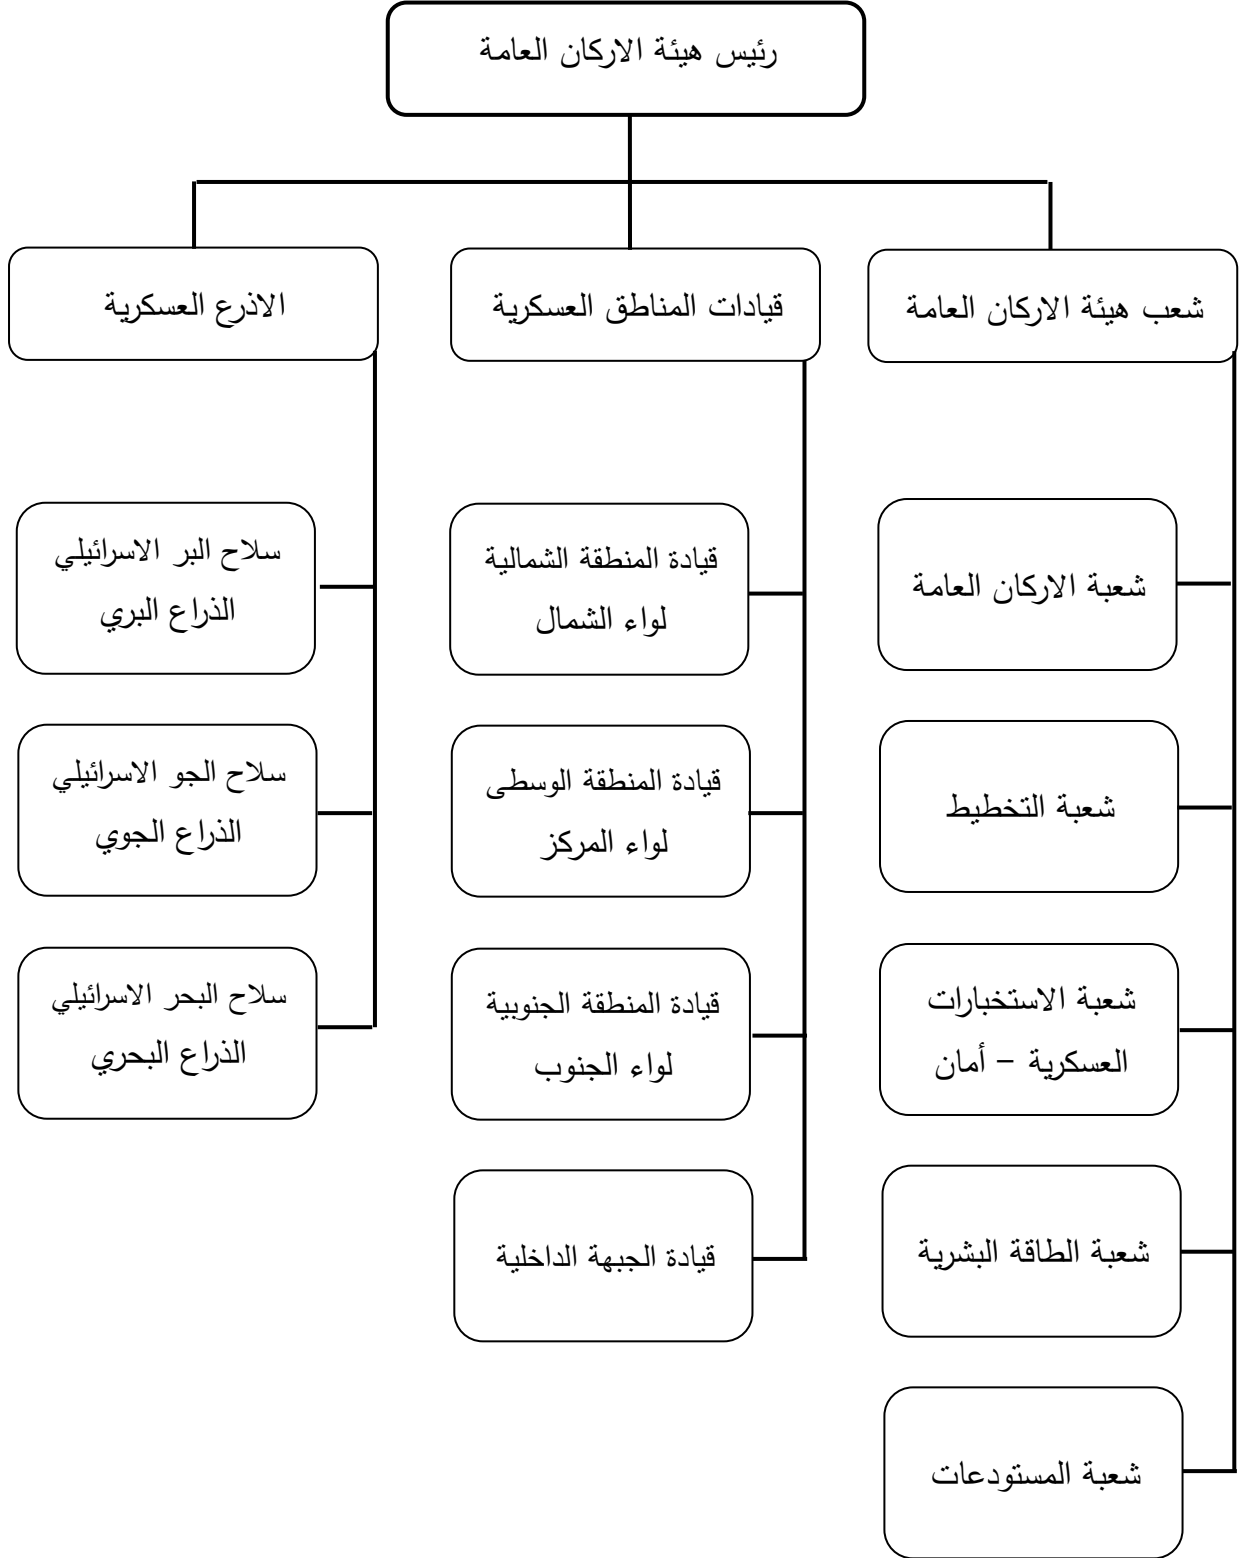 رئيس هيئة الاركان العامة
شعب هيئة الاركان العامة
قيادات المناطق العسكرية
الاذرع العسكرية
شعبة الاركان العامة
شعبة التخطيط
شعبة الاستخبارات
العسكرية – أمان
شعبة الطاقة البشرية
شعبة المستودعات
قيادة المنطقة الشمالية
لواء الشمال
قيادة المنطقة الوسطى
لواء المركز
قيادة المنطقة الجنوبية
لواء الجنوب
قيادة الجبهة الداخلية
سلاح البر الاسرائيلي
الذراع البري
سلاح الجو الاسرائيلي
الذراع الجوي
سلاح البحر الاسرائيلي
الذراع البحري